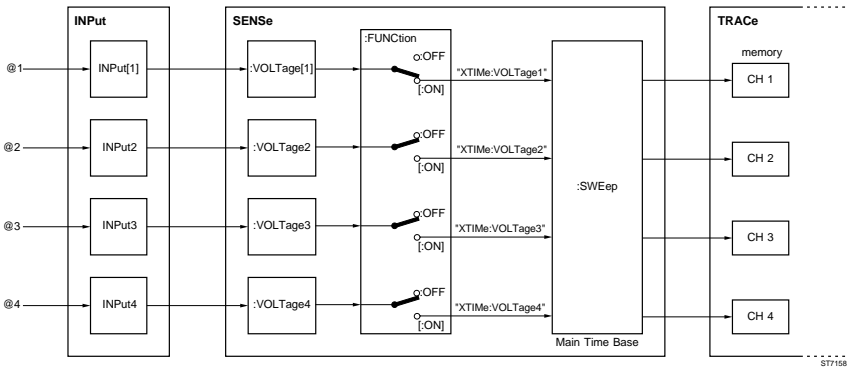 INPut SENSe TRACe
:FUNCtion
memory
@1 INPut[1] :VOLTage[1] :OFF [:ON] "XTIMe:VOLTage1" CH 1
@2 INPut2 :VOLTage2 :OFF [:ON] "XTIMe:VOLTage2" CH 2
:SWEep
@3 INPut3 :VOLTage3 :OFF [:ON] "XTIMe:VOLTage3" CH 3
@4 INPut4 :VOLTage4 :OFF [:ON] "XTIMe:VOLTage4" CH 4
Main Time Base
ST7158